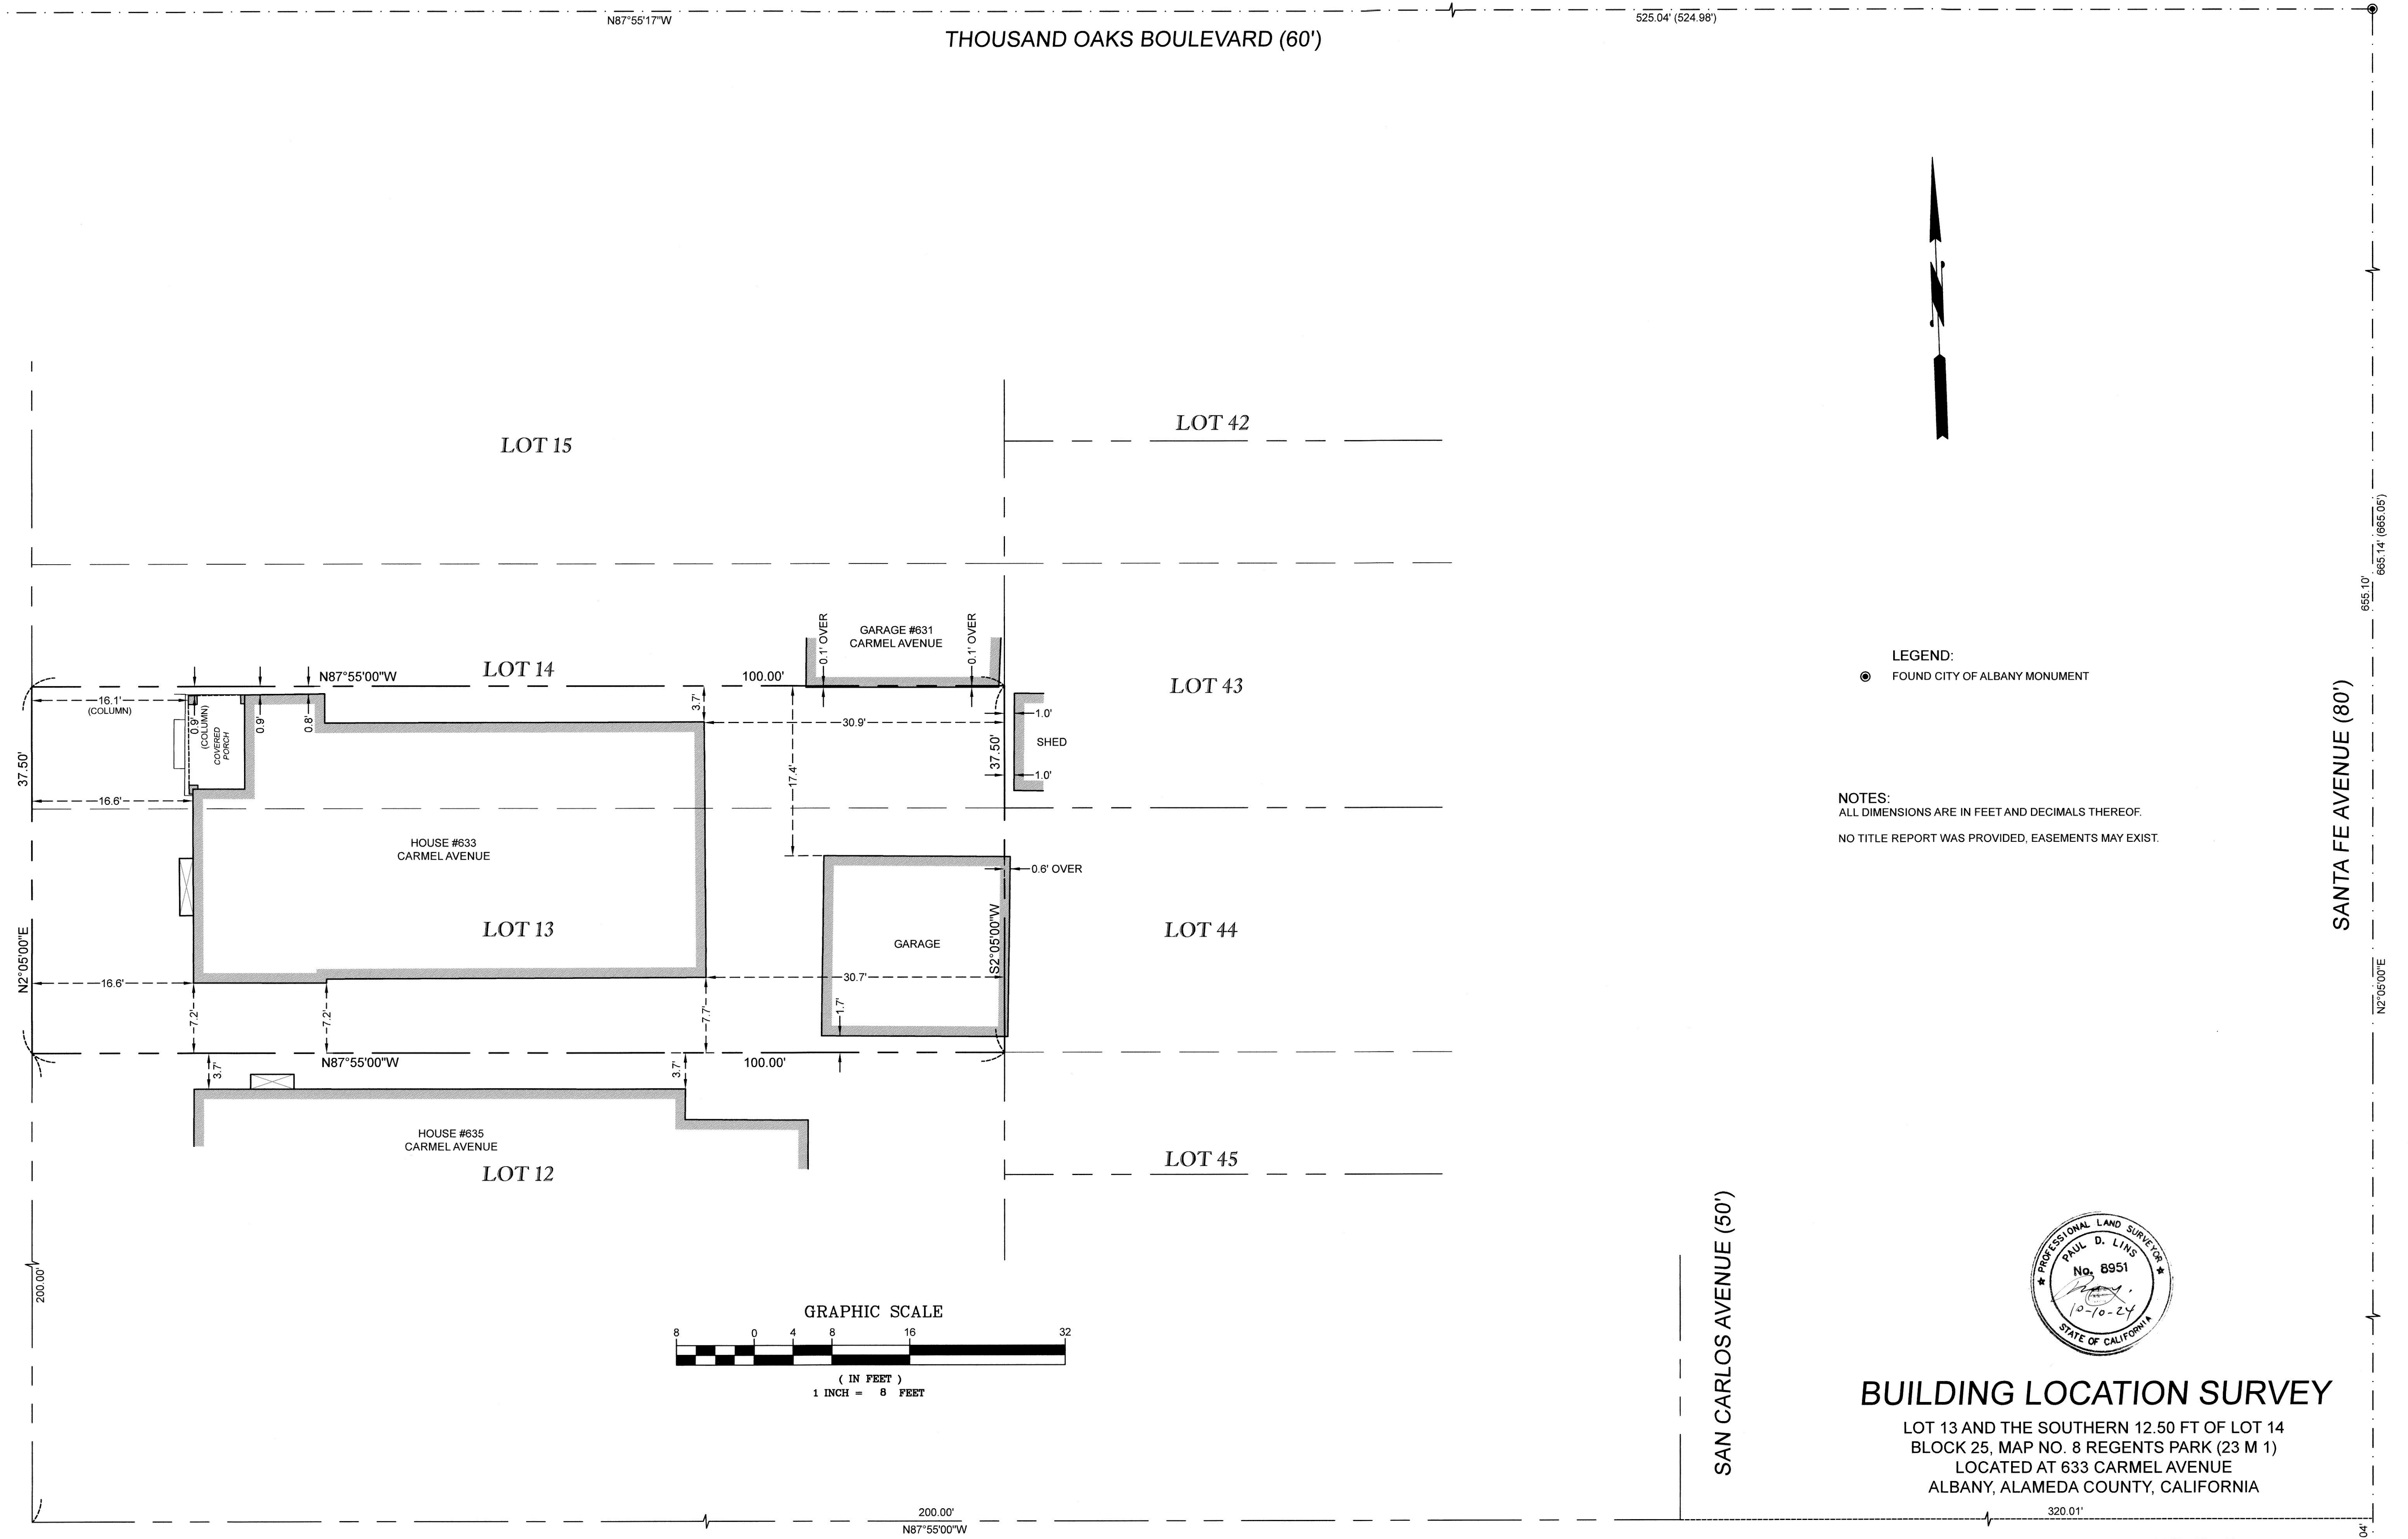 N87°55'17"W
525.04' (524.98')
THOUSAND OAKS BOULEVARD (60')
LOT 15
LOT 42
665.14' (665.05')
655.10'
GARAGE #631
CARMEL AVENUE
0.1' OVER
0.1' OVER
LOT 14
N87°55'00"W
100.00'
LOT 43
LEGEND:
FOUND CITY OF ALBANY MONUMENT
16.1'
(COLUMN)
0.9'
(COLUMN)
COVERED
PORCH
0.9'
0.8'
3.7'
30.9'
1.0'
SHED
1.0'
37.50'
37.50'
17.4'
16.6'
SANTA FE AVENUE (80')
NOTES:
ALL DIMENSIONS ARE IN FEET AND DECIMALS THEREOF.
NO TITLE REPORT WAS PROVIDED, EASEMENTS MAY EXIST.
HOUSE #633
CARMEL AVENUE
0.6' OVER
LOT 13
LOT 44
GARAGE
S2°05'00"W
N2°05'00"E
N2°05'00"E
16.6'
30.7'
7.2'
7.2'
7.7'
1.7'
N87°55'00"W
100.00'
3.7'
3.7'
HOUSE #635
CARMEL AVENUE
LOT 12
LOT 45
200.00'
SAN CARLOS AVENUE (50')
GRAPHIC SCALE
8 0 4 8 16 32
( IN FEET )
1 INCH = 8 FEET
PROFESSIONAL LAND SURVEYOR
PAUL D. LINS
No. 8951
10-10-24
STATE OF CALIFORNIA
BUILDING LOCATION SURVEY
LOT 13 AND THE SOUTHERN 12.50 FT OF LOT 14
BLOCK 25, MAP NO. 8 REGENTS PARK (23 M 1)
LOCATED AT 633 CARMEL AVENUE
ALBANY, ALAMEDA COUNTY, CALIFORNIA
200.00'
N87°55'00"W
320.01'
04'